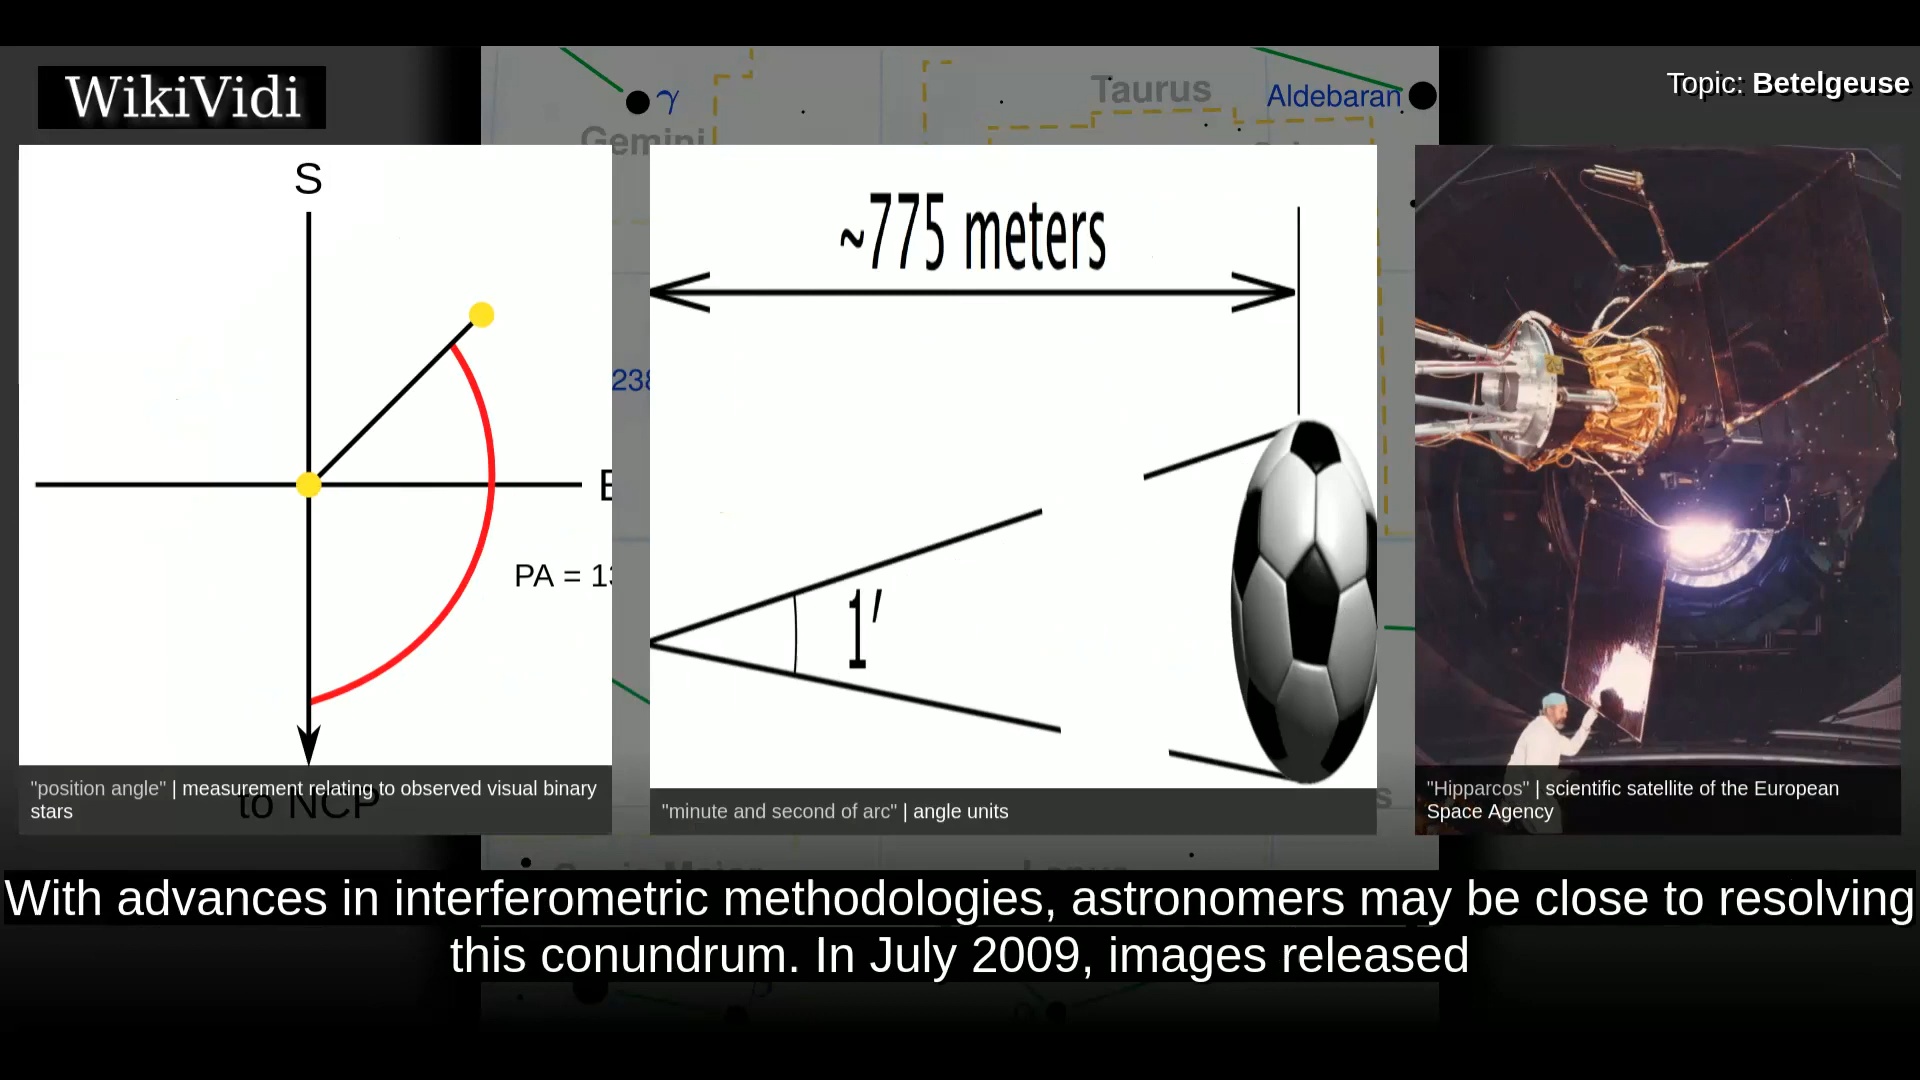 WikiVidi
Topic: Betelgeuse
γ
Taurus
Aldebaran
Gemini
S
~775 meters
1′
PA = 13
to NCP
"position angle" | measurement relating to observed visual binary
stars
"minute and second of arc" | angle units
"Hipparcos" | scientific satellite of the European
Space Agency
With advances in interferometric methodologies, astronomers may be close to resolving
this conundrum. In July 2009, images released